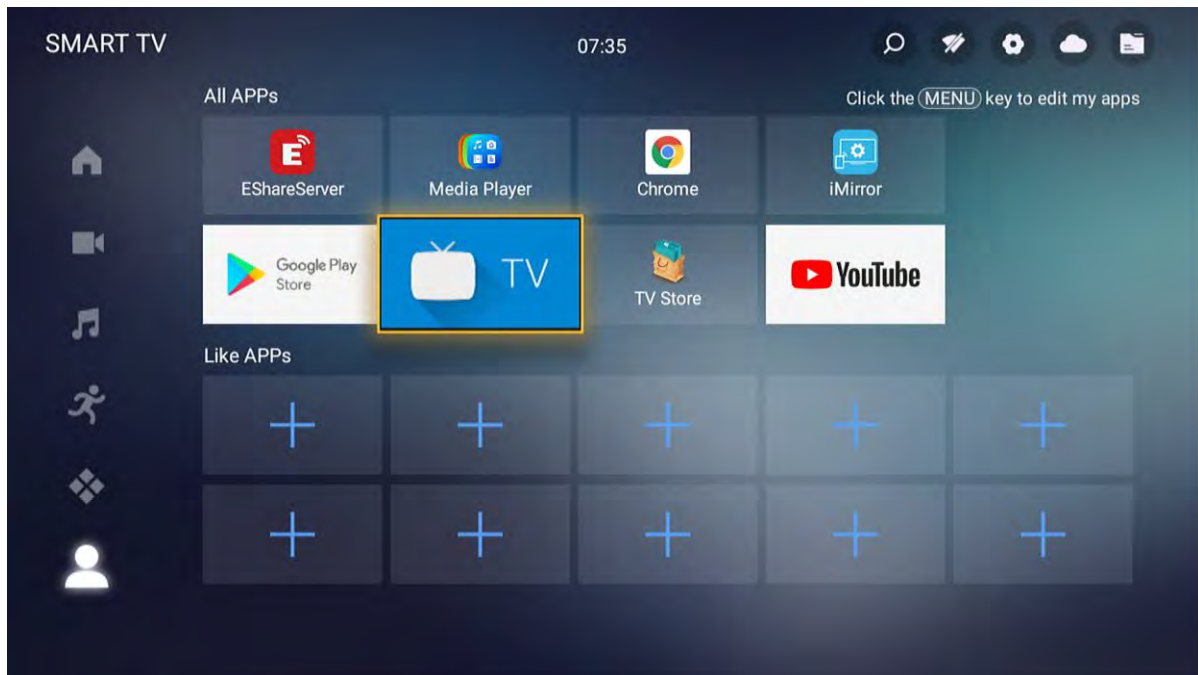 SMART TV
07:35
All APPs
Click the MENU key to edit my apps
EShareServer
Media Player
Chrome
iMirror
Google Play
Store
TV
TV Store
YouTube
Like APPs